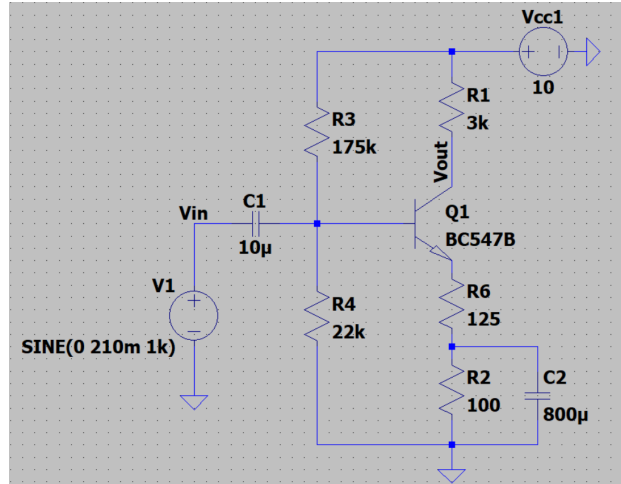 Vcc1
+ −
10
R1
3k
R3
175k
Vout
C1
Vin
10µ
Q1
BC547B
V1
+
−
SINE(0 210m 1k)
R4
22k
R6
125
R2
100
C2
800µ